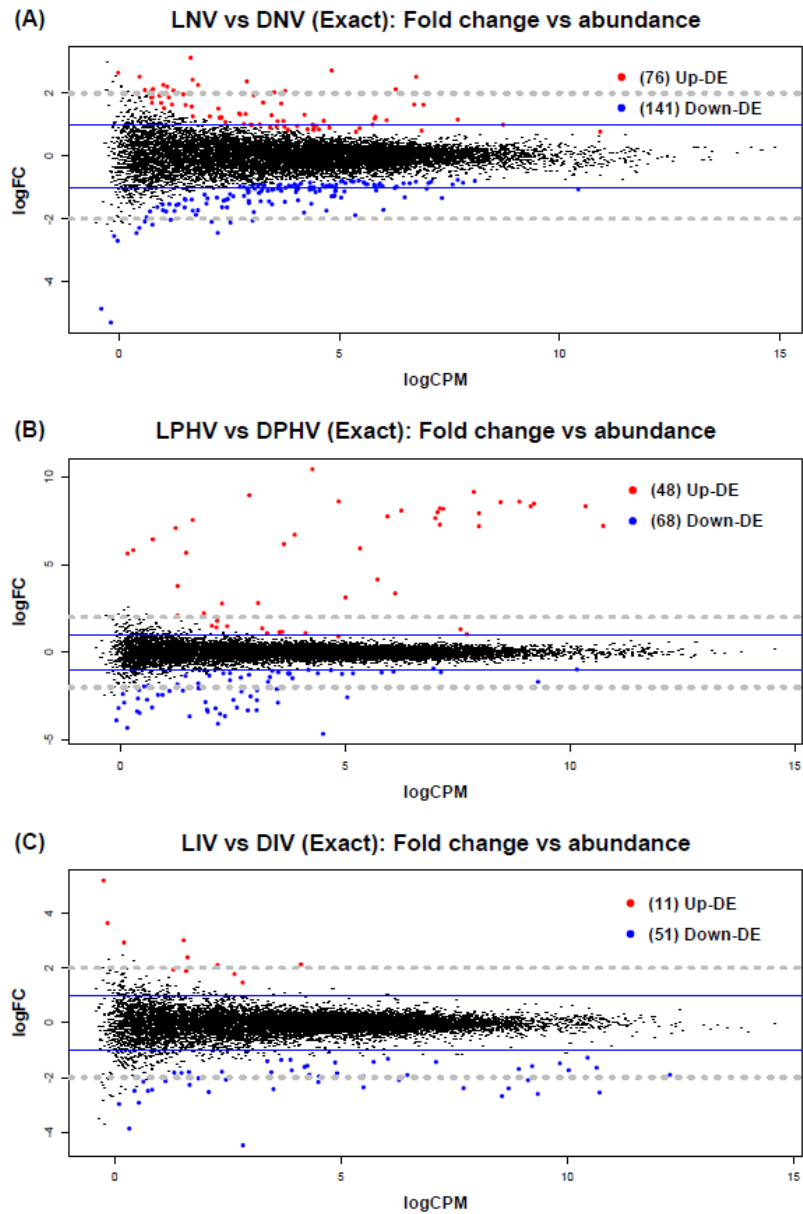 (A) LNV vs DNV (Exact): Fold change vs abundance
(76) Up-DE
(141) Down-DE
logFC
2
0
-2
-4
0 5 10 15
logCPM
(B) LPHV vs DPHV (Exact): Fold change vs abundance
(48) Up-DE
(68) Down-DE
logFC
10
5
0
-5
0 5 10 15
logCPM
(C) LIV vs DIV (Exact): Fold change vs abundance
(11) Up-DE
(51) Down-DE
logFC
4
2
0
-2
-4
0 5 10 15
logCPM